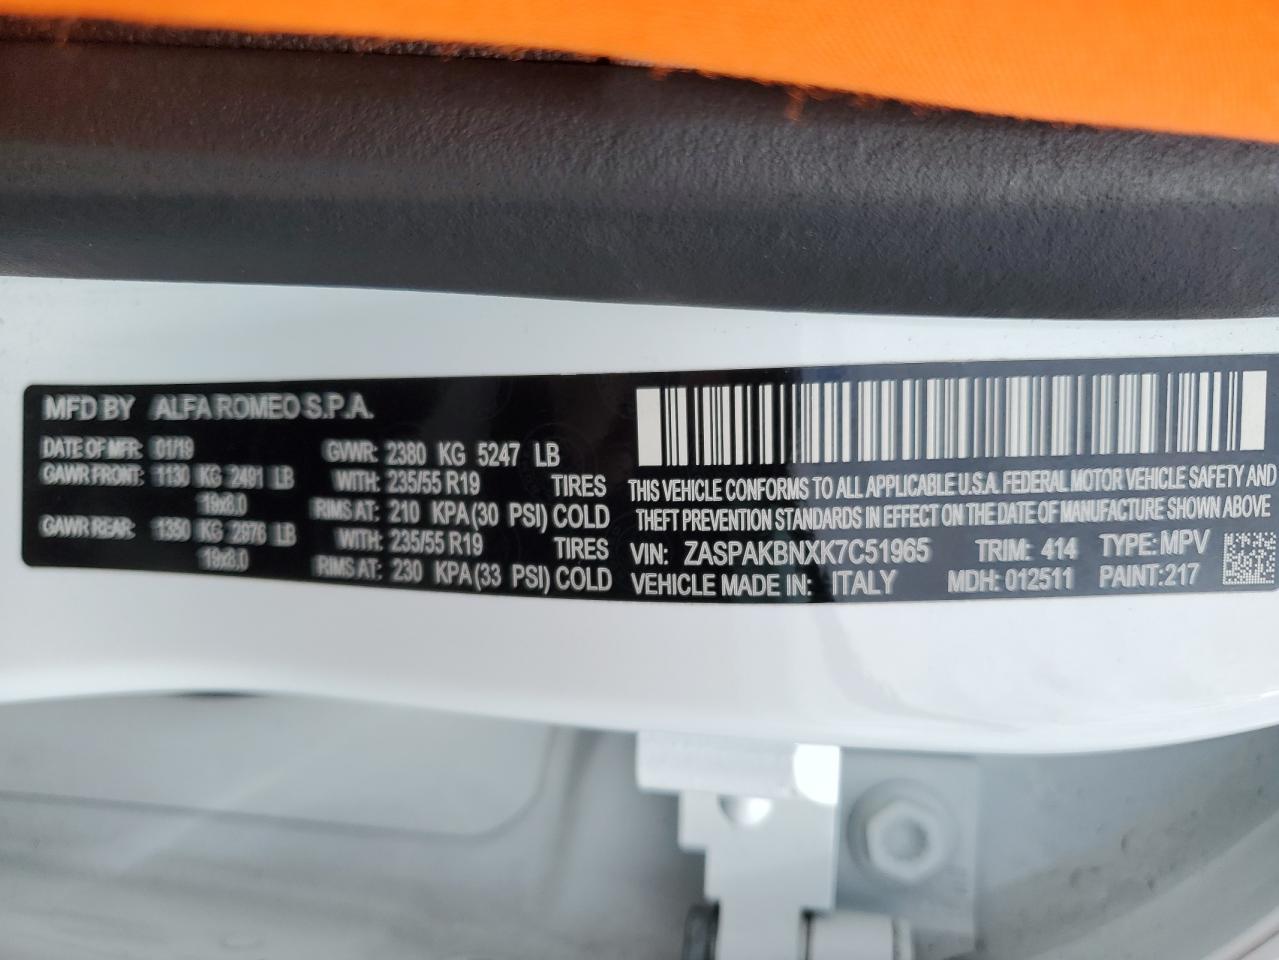 MFD BY ALFA ROMEO S.P.A.
DATE OF MFR: 01/19 GVWR: 2380 KG 5247 LB
GAWR FRONT: 1130 KG 2491 LB WITH: 235/55 R19 TIRES
19x8.0 RIMS AT: 210 KPA(30 PSI) COLD
GAWR REAR: 1350 KG 2976 LB WITH: 235/55 R19 TIRES
19x8.0 RIMS AT: 230 KPA(33 PSI) COLD
THIS VEHICLE CONFORMS TO ALL APPLICABLE U.S.A. FEDERAL MOTOR VEHICLE SAFETY AND
THEFT PREVENTION STANDARDS IN EFFECT ON THE DATE OF MANUFACTURE SHOWN ABOVE
VIN: ZASPAKBNXK7C51965 TRIM: 414 TYPE: MPV
VEHICLE MADE IN: ITALY MDH: 012511 PAINT: 217